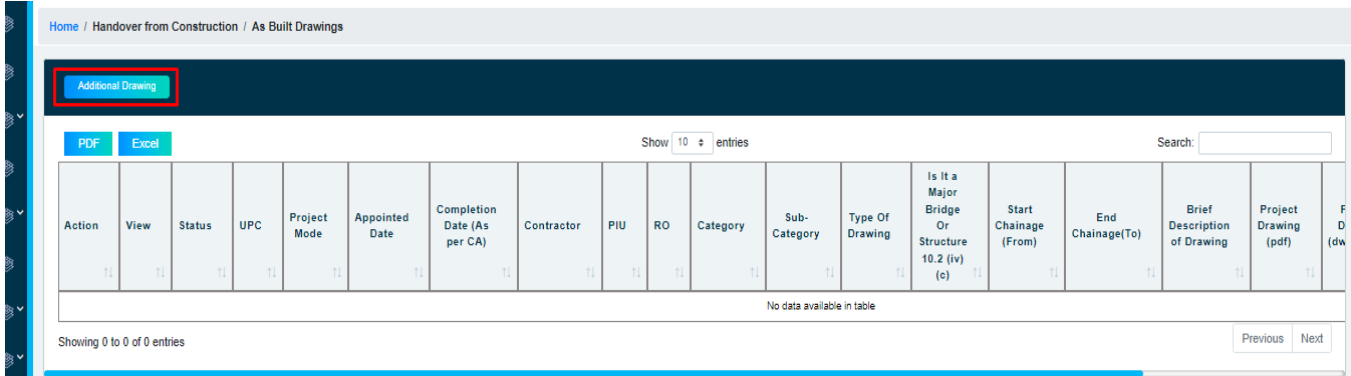 Home / Handover from Construction / As Built Drawings
Additional Drawing
PDF Excel Show 10 entries Search:
Action
View
Status
UPC
Project
Mode
Appointed
Date
Completion
Date (As
per CA)
Contractor
PIU
RO
Category
Sub-
Category
Type Of
Drawing
Is It a
Major
Bridge
Or
Structure
10.2 (iv)
(c)
Start
Chainage
(From)
End
Chainage(To)
Brief
Description
of Drawing
Project
Drawing
(pdf)
No data available in table
Showing 0 to 0 of 0 entries
Previous Next